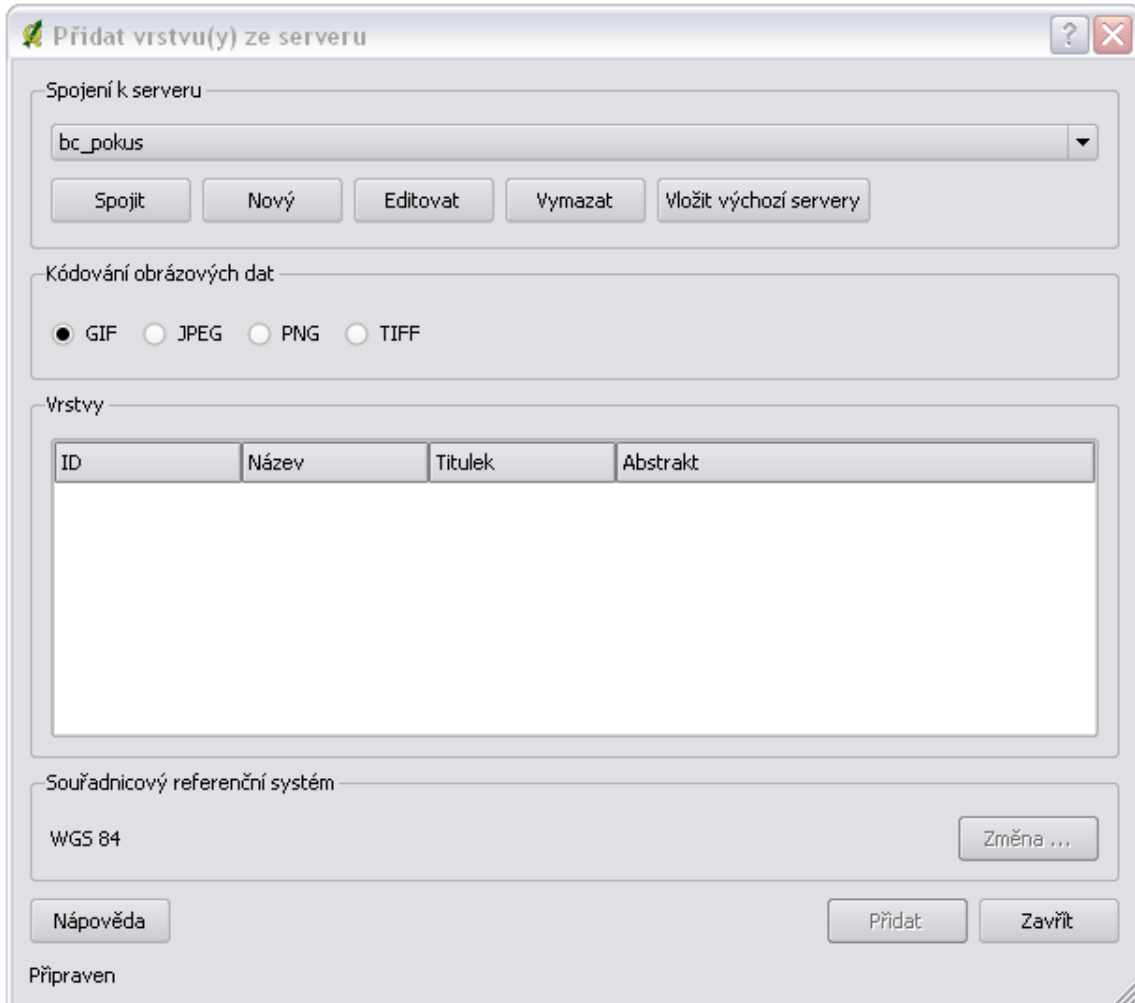 Přidat vrstvu(y) ze serveru
Spojení k serveru
bc_pokus
Spojit Nový Editovat Vymazat Vložit výchozí servery
Kódování obrázových dat
GIF JPEG PNG TIFF
Vrstvy
ID Název Titulek Abstrakt
Souřadnicový referenční systém
WGS 84 Změna ...
Nápověda Přidat Zavřít
Připraven